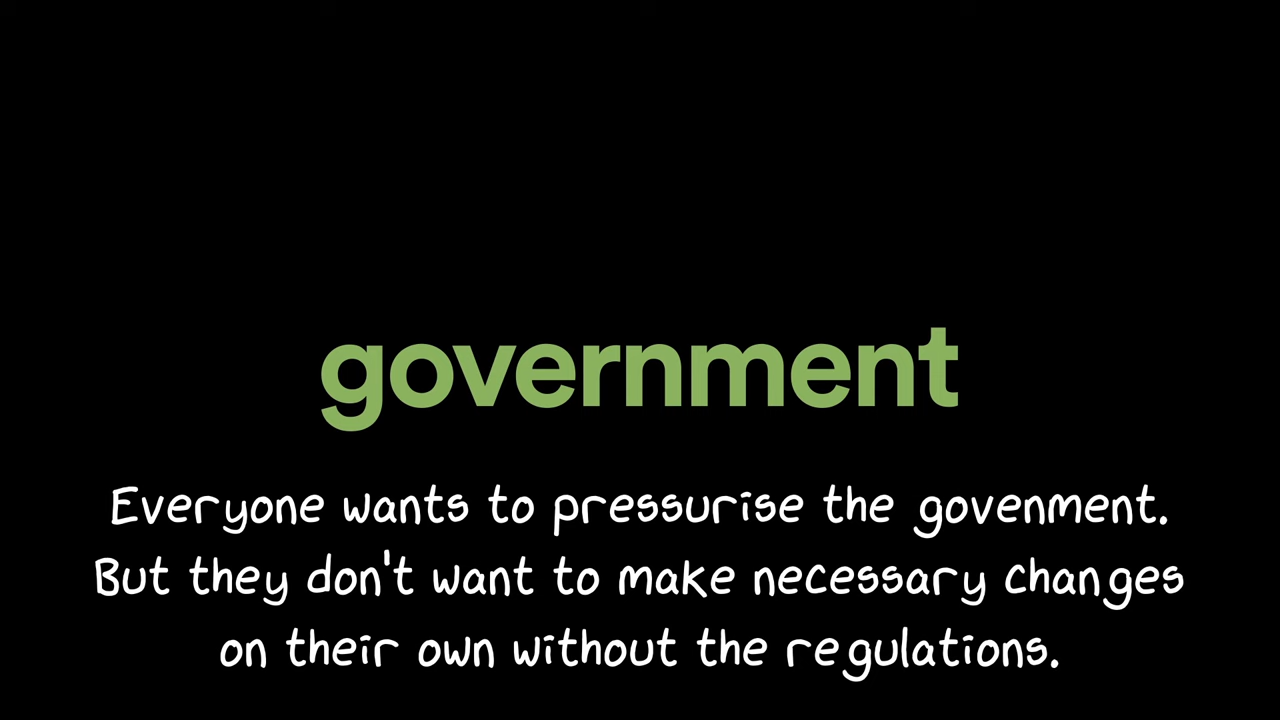 government
Everyone wants to pressurise the govenment.
But they don't want to make necessary changes
on their own without the regulations.